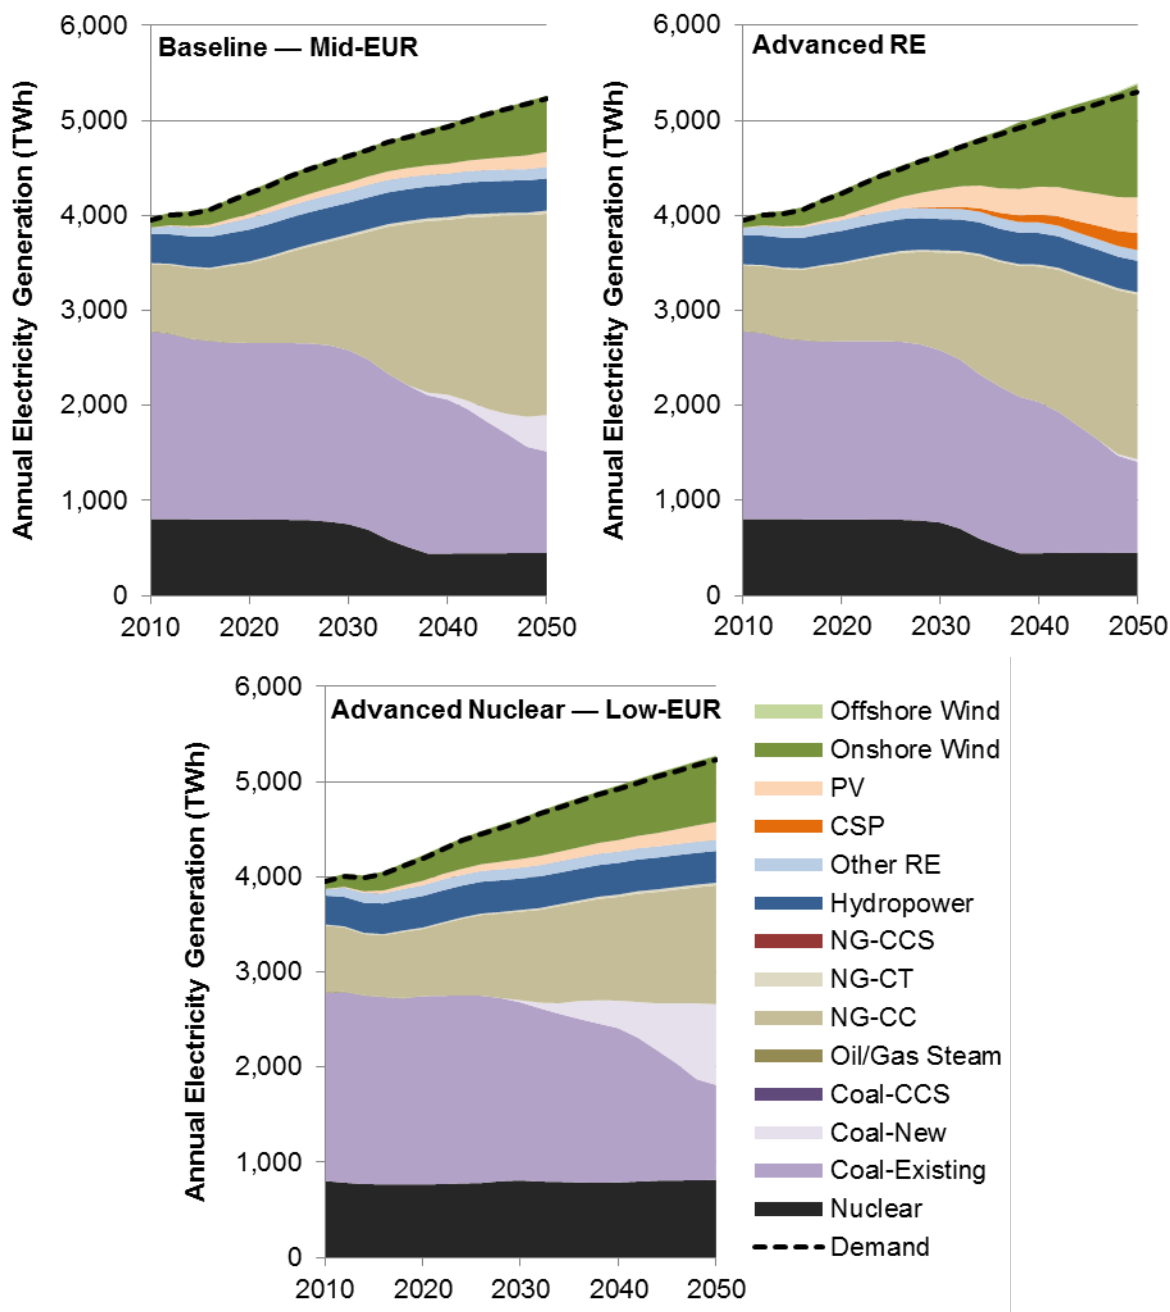 Baseline — Mid-EUR
Annual Electricity Generation (TWh)
6,000
5,000
4,000
3,000
2,000
1,000
0
2010 2020 2030 2040 2050
Advanced RE
Annual Electricity Generation (TWh)
6,000
5,000
4,000
3,000
2,000
1,000
0
2010 2020 2030 2040 2050
Advanced Nuclear — Low-EUR
Annual Electricity Generation (TWh)
6,000
5,000
4,000
3,000
2,000
1,000
0
2010 2020 2030 2040 2050
Offshore Wind
Onshore Wind
PV
CSP
Other RE
Hydropower
NG-CCS
NG-CT
NG-CC
Oil/Gas Steam
Coal-CCS
Coal-New
Coal-Existing
Nuclear
Demand